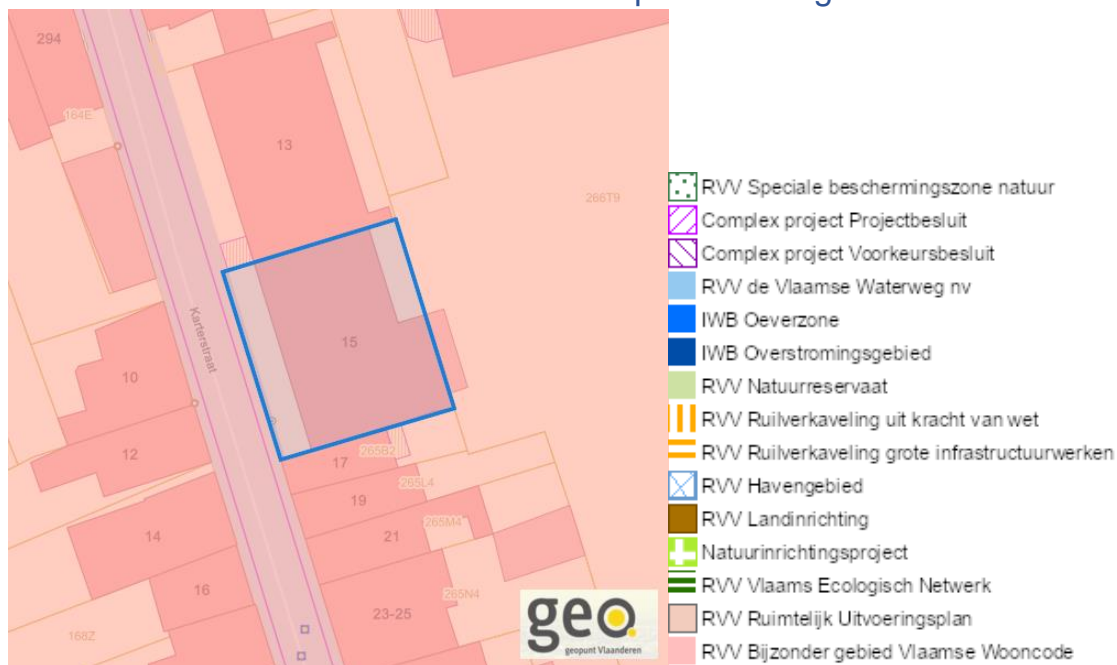 294
164E
13
266T9
Karterstraat
15
10
12
17
265B2
265L4
19
14
21
265M4
16
23-25
265N4
168Z
geo.
geopunt Vlaanderen
RVV Speciale beschermingszone natuur
Complex project Projectbesluit
Complex project Voorkeursbesluit
RVV de Vlaamse Waterweg nv
IWB Oeverzone
IWB Overstromingsgebied
RVV Natuurreservaat
RVV Ruilverkaveling uit kracht van wet
RVV Ruilverkaveling grote infrastructuurwerken
RVV Havengebied
RVV Landinrichting
Natuurinrichtingsproject
RVV Vlaams Ecologisch Netwerk
RVV Ruimtelijk Uitvoeringsplan
RVV Bijzonder gebied Vlaamse Wooncode